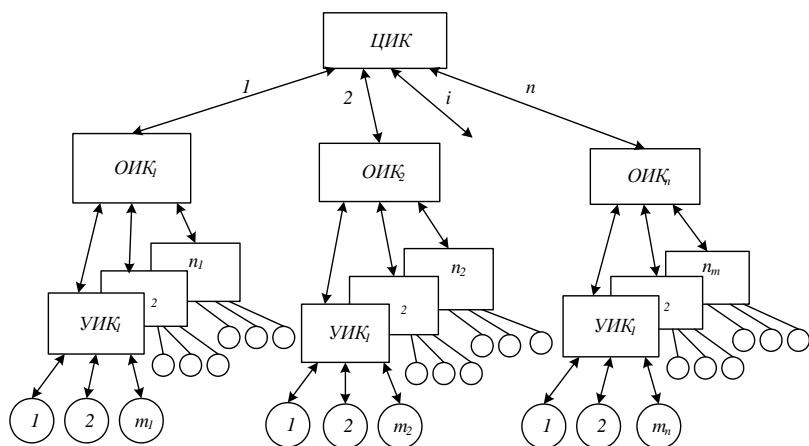 ЦИК
1 2 i n
ОИК₁ ОИК₂ ОИКₙ
n₁ n₂ nₘ
2 2 2
УИК₁ УИК₁ УИК₁
1 2 m₁ 1 2 m₂ 1 2 mₙ